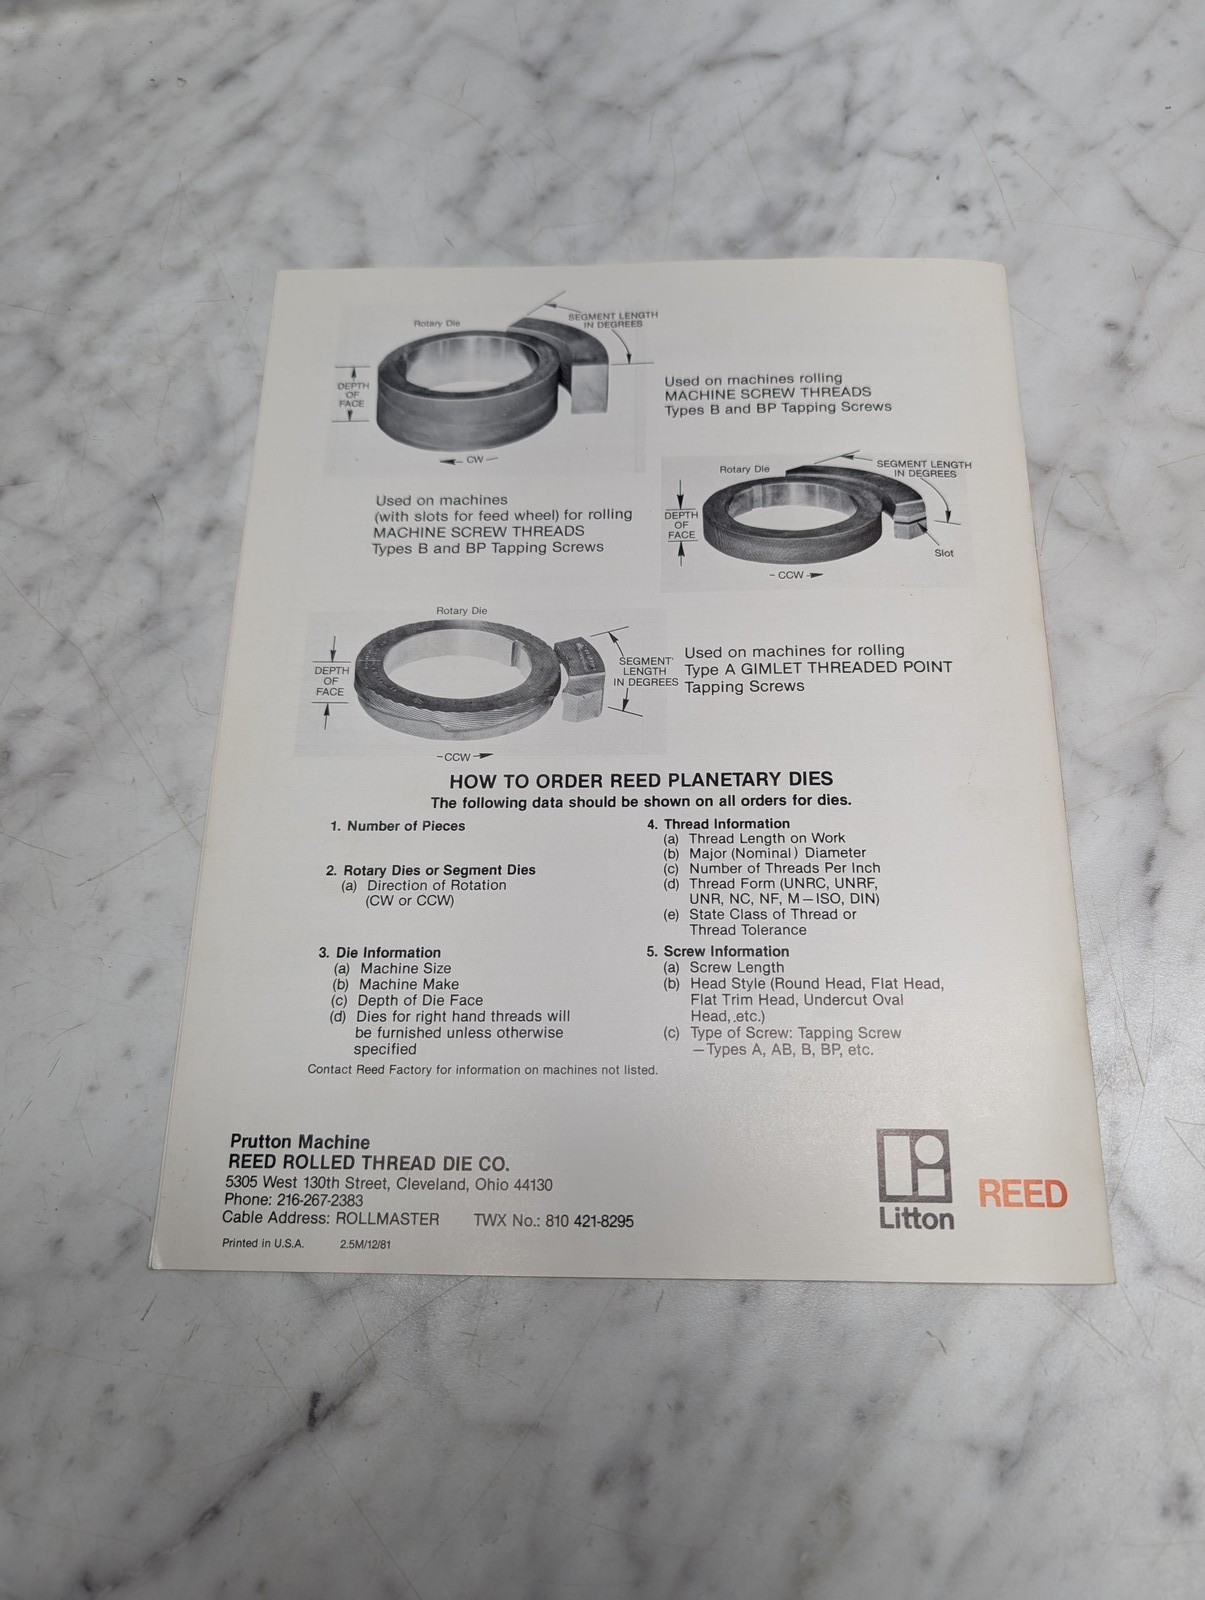 Rotary Die
SEGMENT LENGTH
IN DEGREES
DEPTH
OF
FACE
CW
Used on machines rolling
MACHINE SCREW THREADS
Types B and BP Tapping Screws
Used on machines
(with slots for feed wheel) for rolling
MACHINE SCREW THREADS
Types B and BP Tapping Screws
Rotary Die
SEGMENT LENGTH
IN DEGREES
DEPTH
OF
FACE
Slot
CCW
Rotary Die
DEPTH
OF
FACE
SEGMENT
LENGTH
IN DEGREES
CCW
Used on machines for rolling
Type A GIMLET THREADED POINT
Tapping Screws
HOW TO ORDER REED PLANETARY DIES
The following data should be shown on all orders for dies.
1. Number of Pieces
2. Rotary Dies or Segment Dies
(a) Direction of Rotation
(CW or CCW)
3. Die Information
(a) Machine Size
(b) Machine Make
(c) Depth of Die Face
(d) Dies for right hand threads will
be furnished unless otherwise
specified
4. Thread Information
(a) Thread Length on Work
(b) Major (Nominal) Diameter
(c) Number of Threads Per Inch
(d) Thread Form (UNRC, UNRF,
UNR, NC, NF, M—ISO, DIN)
(e) State Class of Thread or
Thread Tolerance
5. Screw Information
(a) Screw Length
(b) Head Style (Round Head, Flat Head,
Flat Trim Head, Undercut Oval
Head, etc.)
(c) Type of Screw: Tapping Screw
—Types A, AB, B, BP, etc.
Contact Reed Factory for information on machines not listed.
Prutton Machine
REED ROLLED THREAD DIE CO.
5305 West 130th Street, Cleveland, Ohio 44130
Phone: 216-267-2383
Cable Address: ROLLMASTER TWX No.: 810 421-8295
Printed in U.S.A. 2.5M/12/81
Litton
REED